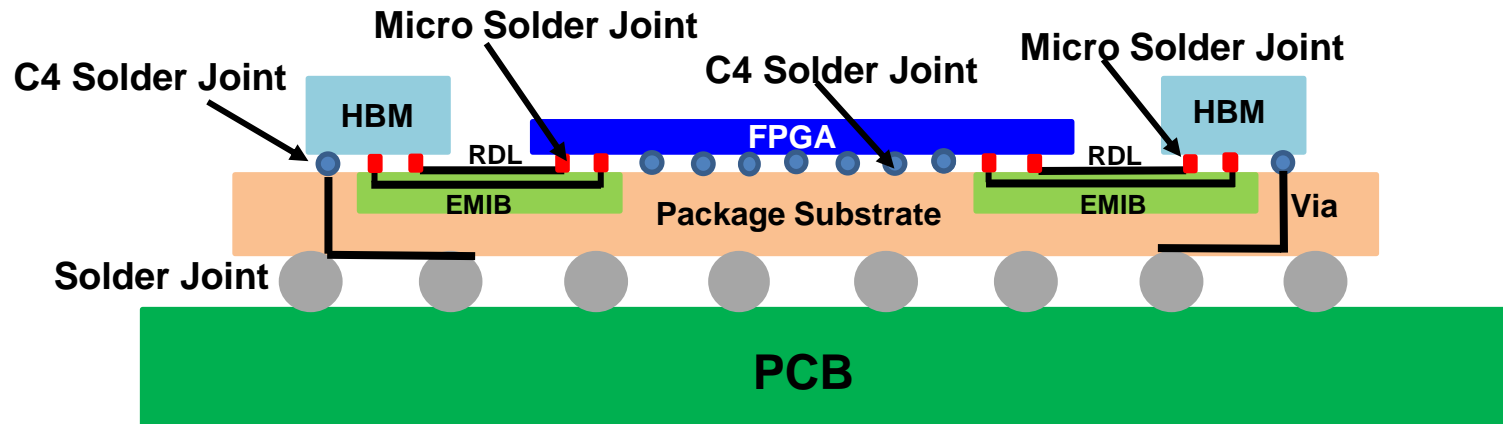 Micro Solder Joint
Micro Solder Joint
C4 Solder Joint
C4 Solder Joint
HBM
HBM
FPGA
RDL
RDL
EMIB
Package Substrate
EMIB
Via
Solder Joint
PCB